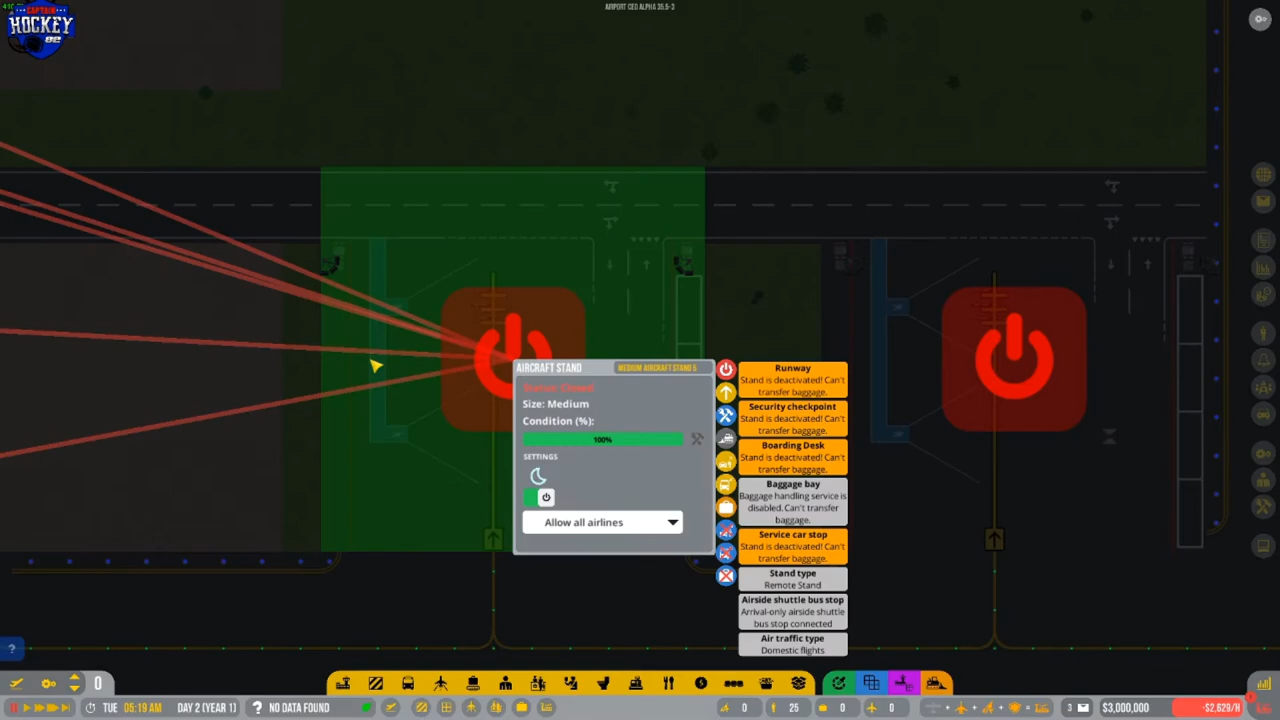 CAPTAIN
HOCKEY
AIRPORT CEO ALPHA 35.5-3
AIRCRAFT STAND
MEDIUM AIRCRAFT STAND 5
Status: Closed
Size: Medium
Condition (%):
100%
SETTINGS
Allow all airlines
Runway
Stand is deactivated! Can't
transfer baggage.
Security checkpoint
Stand is deactivated! Can't
transfer baggage.
Boarding Desk
Stand is deactivated! Can't
transfer baggage.
Baggage bay
Baggage handling service is
disabled. Can't transfer
baggage.
Service car stop
Stand is deactivated! Can't
transfer baggage.
Stand type
Remote Stand
Airside shuttle bus stop
Arrival-only airside shuttle
bus stop connected
Air traffic type
Domestic flights
?
0
TUE 05:19 AM DAY 2 (YEAR 1) ? NO DATA FOUND
0 25 0 0
3 $3,000,000 -$2,629/H